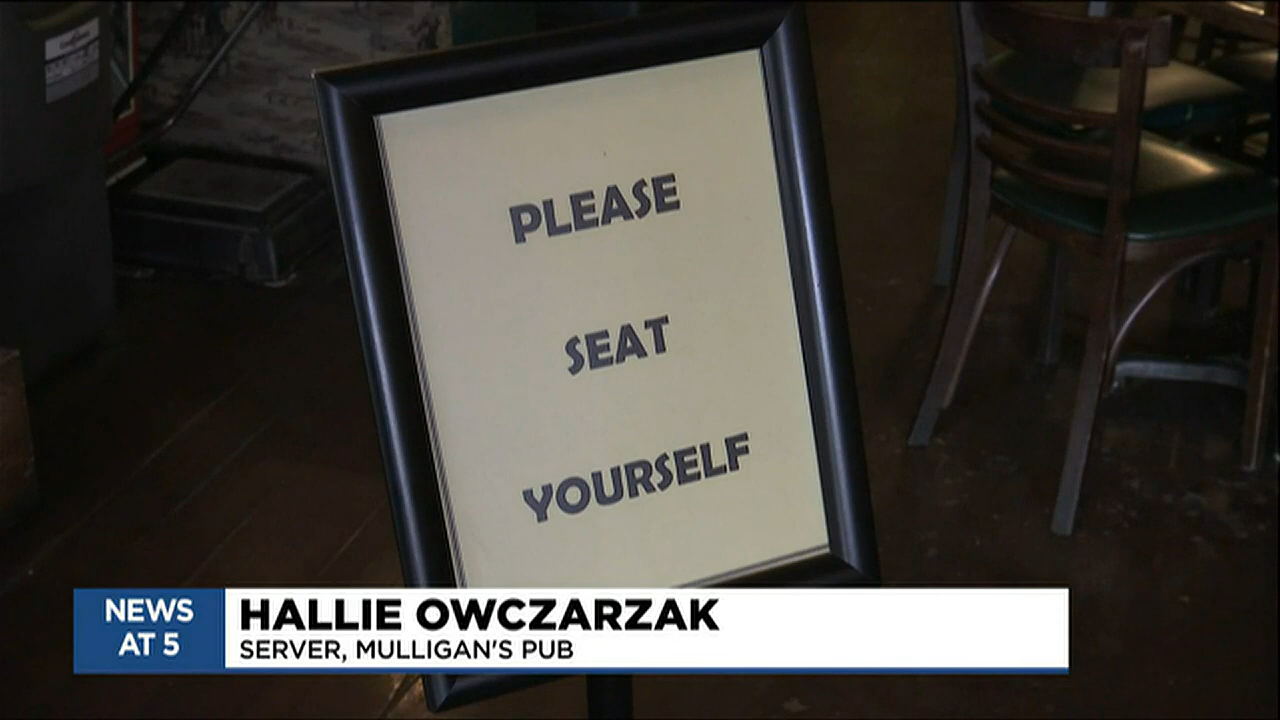 PLEASE
SEAT
YOURSELF
NEWS
AT 5
HALLIE OWCZARZAK
SERVER, MULLIGAN'S PUB